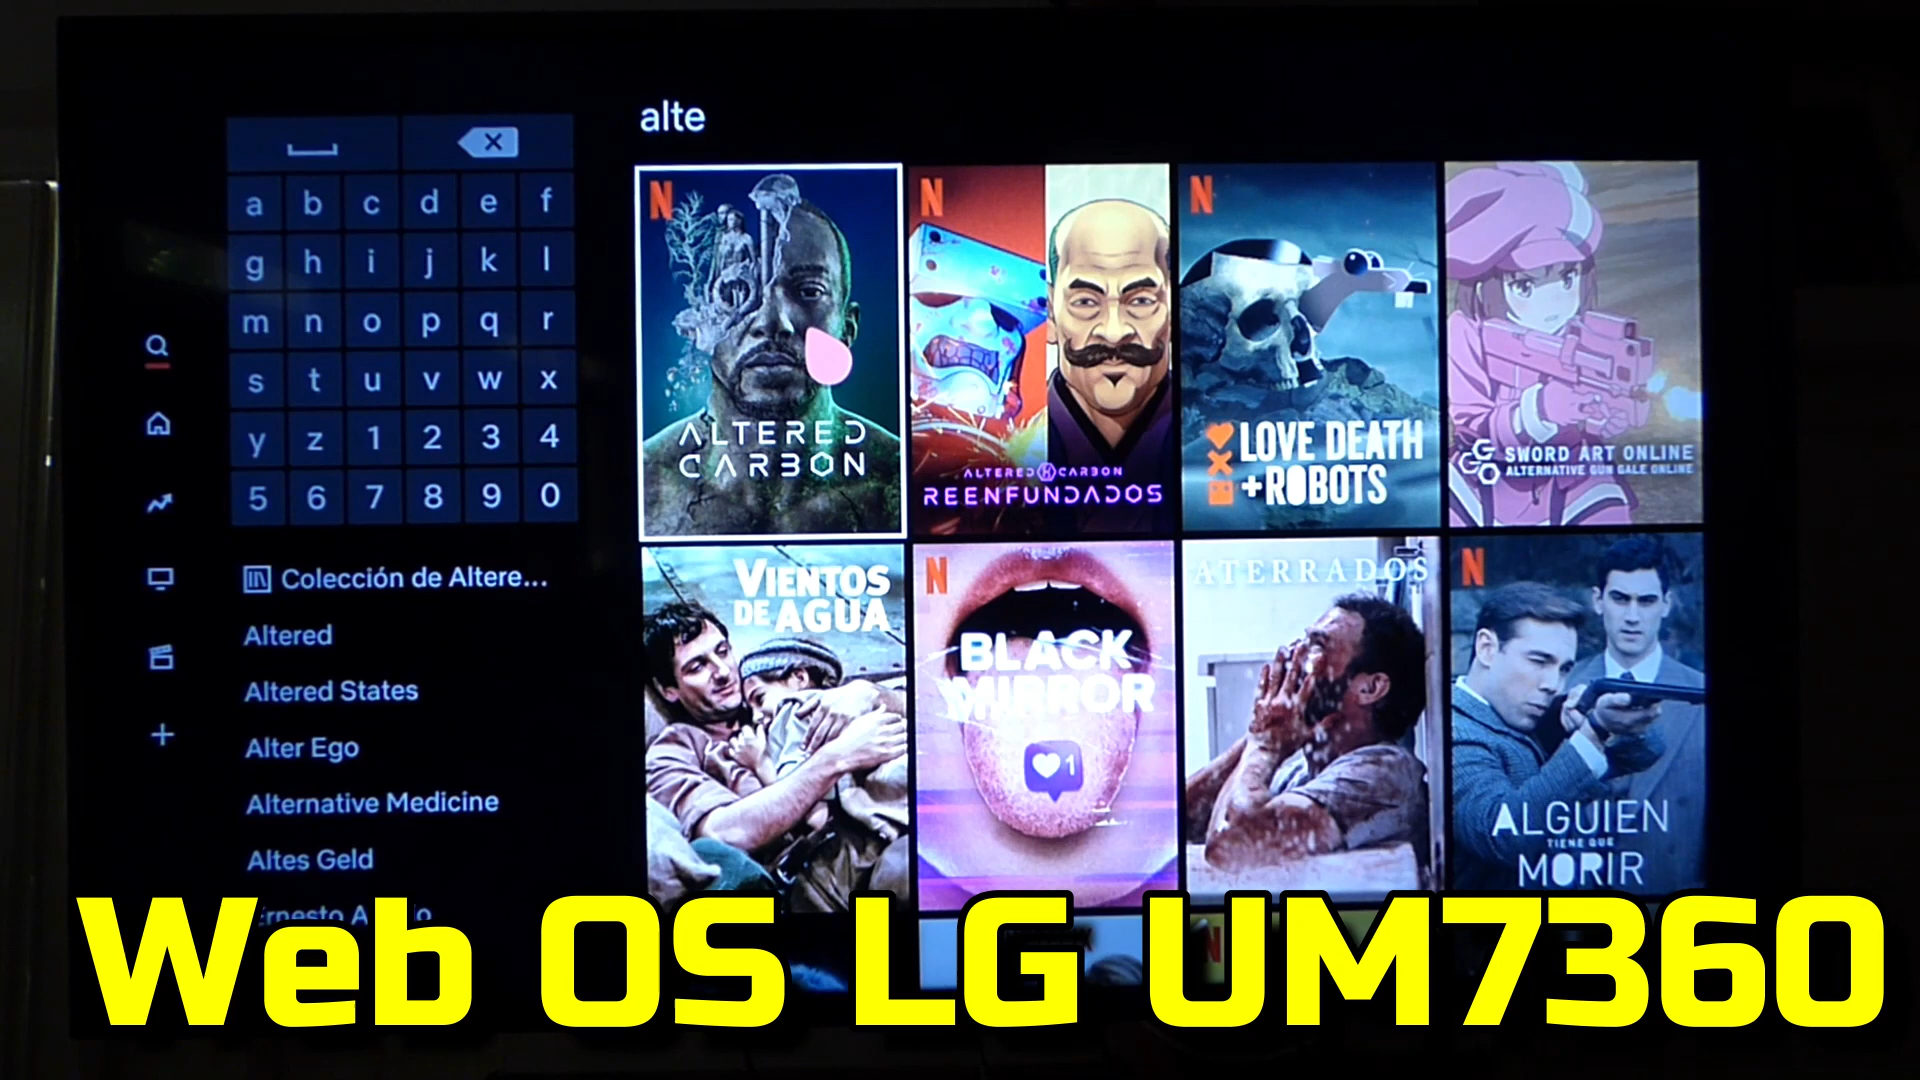 alte
a b c d e f
g h i j k l
m n o p q r
s t u v w x
y z 1 2 3 4
5 6 7 8 9 0
Colección de Altere...
Altered
Altered States
Alter Ego
Alternative Medicine
Altes Geld
N
ALTERED
CARBON
N
ALTERED CARBON
REENFUNDADOS
N
LOVE DEATH
+ROBOTS
GGO
SWORD ART ONLINE
ALTERNATIVE GUN GALE ONLINE
VIENTOS
DE AGUA
N
BLACK
MIRROR
1
ATERRADOS
N
ALGUIEN
TIENE QUE
MORIR
N
Web OS LG UM7360